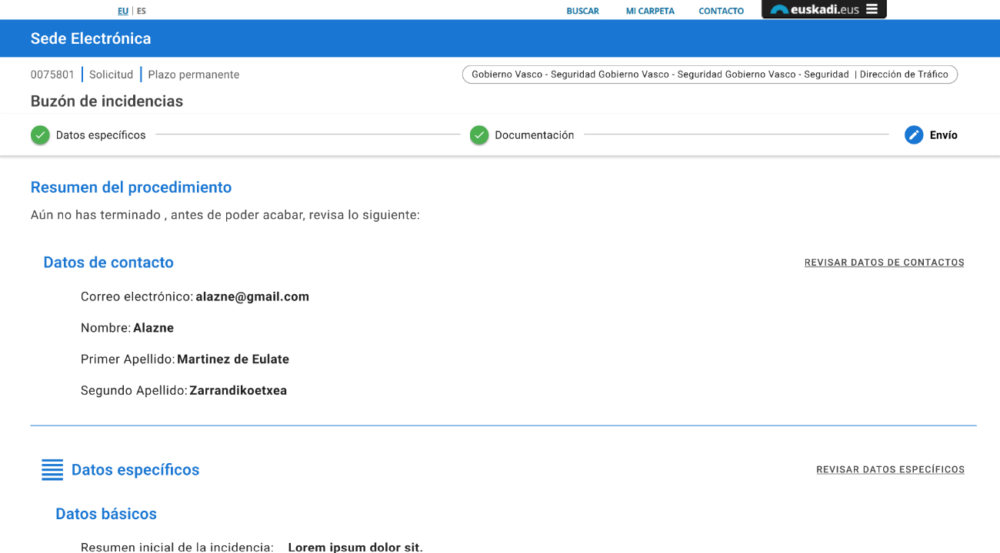 EU | ES
BUSCAR MI CARPETA CONTACTO euskadi.eus
Sede Electrónica
0075801 Solicitud Plazo permanente
Gobierno Vasco - Seguridad Gobierno Vasco - Seguridad Gobierno Vasco - Seguridad | Dirección de Tráfico
Buzón de incidencias
Datos específicos Documentación Envío
Resumen del procedimiento
Aún no has terminado , antes de poder acabar, revisa lo siguiente:
Datos de contacto REVISAR DATOS DE CONTACTOS
Correo electrónico: alazne@gmail.com
Nombre: Alazne
Primer Apellido: Martinez de Eulate
Segundo Apellido: Zarrandikoetxea
Datos específicos REVISAR DATOS ESPECÍFICOS
Datos básicos
Resumen inicial de la incidencia: Lorem ipsum dolor sit.